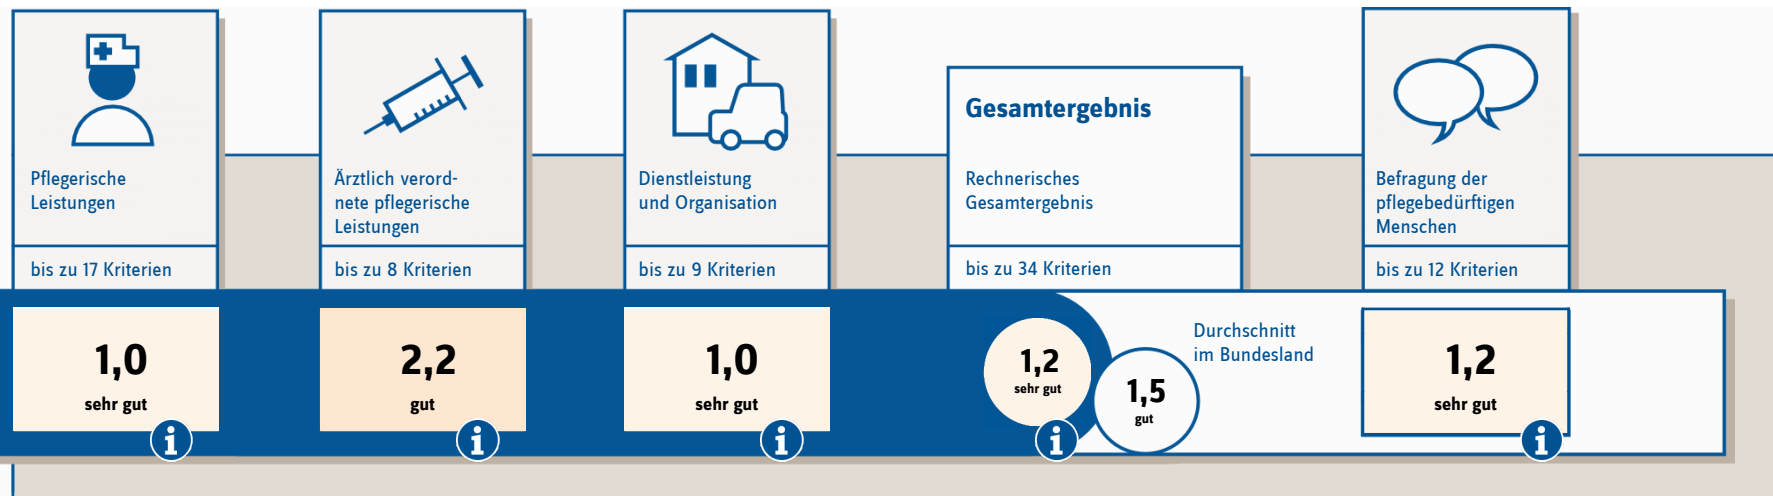 Pflegerische
Leistungen
bis zu 17 Kriterien
1,0
sehr gut
i
Ärztlich verord-
nete pflegerische
Leistungen
bis zu 8 Kriterien
2,2
gut
i
Dienstleistung
und Organisation
bis zu 9 Kriterien
1,0
sehr gut
i
Gesamtergebnis
Rechnerisches
Gesamtergebnis
bis zu 34 Kriterien
1,2
sehr gut
i
Durchschnitt
im Bundesland
1,5
gut
Befragung der
pflegebedürftigen
Menschen
bis zu 12 Kriterien
1,2
sehr gut
i